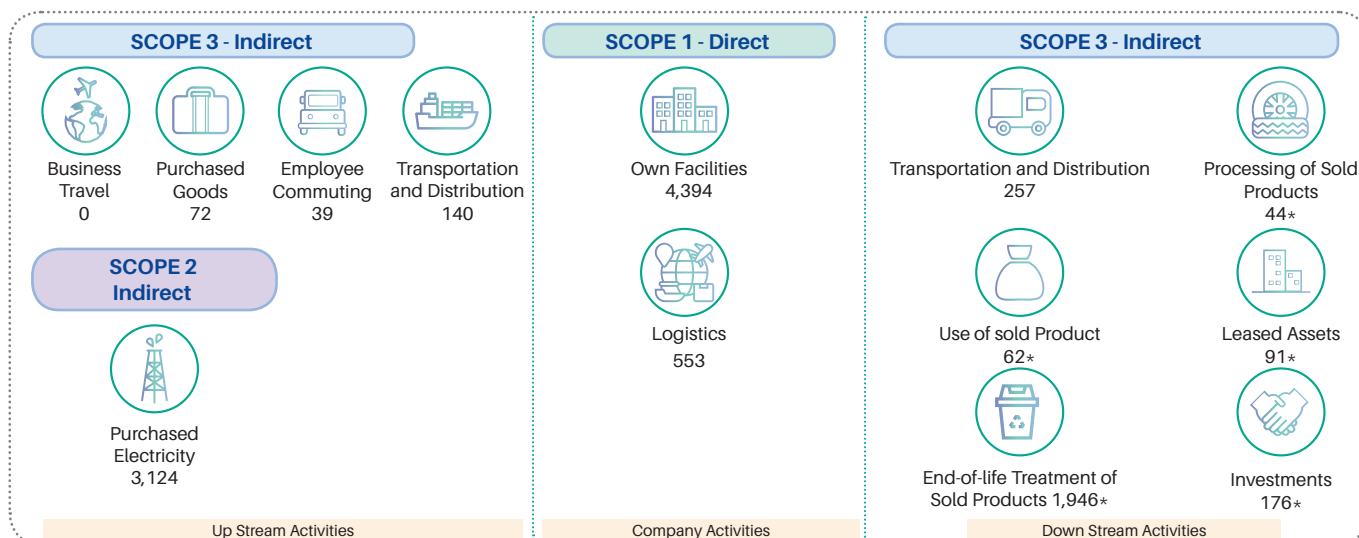 SCOPE 3 - Indirect
Business
Travel
0
Purchased
Goods
72
Employee
Commuting
39
Transportation
and Distribution
140
SCOPE 2
Indirect
Purchased
Electricity
3,124
Up Stream Activities
SCOPE 1 - Direct
Own Facilities
4,394
Logistics
553
Company Activities
SCOPE 3 - Indirect
Transportation and Distribution
257
Processing of Sold
Products
44*
Use of sold Product
62*
Leased Assets
91*
End-of-life Treatment of
Sold Products 1,946*
Investments
176*
Down Stream Activities